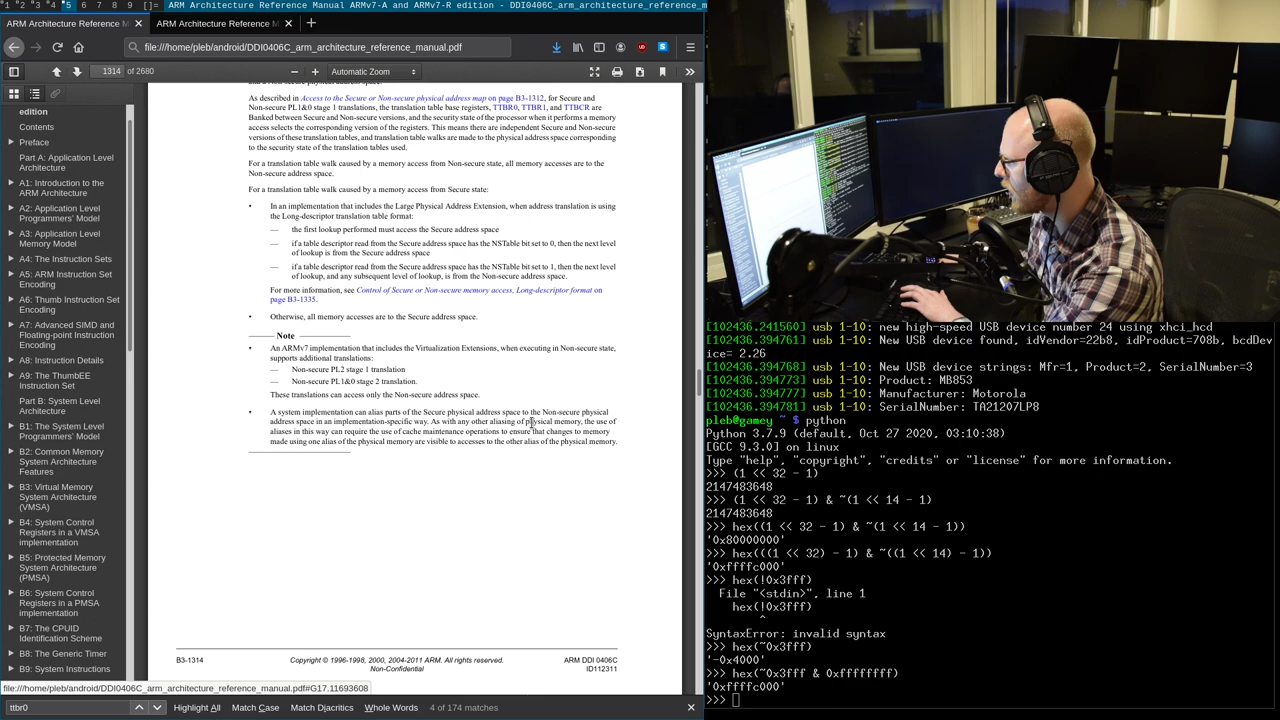 1 2 3 4 5 6 7 8 9 []= ARM Architecture Reference Manual ARMv7-A and ARMv7-R edition - DDI0406C_arm_architecture_reference_m
ARM Architecture Reference M
ARM Architecture Reference M
file:///home/pleb/android/DDI0406C_arm_architecture_reference_manual.pdf
1314 of 2680
Automatic Zoom
edition
Contents
Preface
Part A: Application Level
Architecture
A1: Introduction to the
ARM Architecture
A2: Application Level
Programmers' Model
A3: Application Level
Memory Model
A4: The Instruction Sets
A5: ARM Instruction Set
Encoding
A6: Thumb Instruction Set
Encoding
A7: Advanced SIMD and
Floating-point Instruction
Encoding
A8: Instruction Details
A9: The ThumbEE
Instruction Set
Part B: System Level
Architecture
B1: The System Level
Programmers' Model
B2: Common Memory
System Architecture
Features
B3: Virtual Memory
System Architecture
(VMSA)
B4: System Control
Registers in a VMSA
implementation
B5: Protected Memory
System Architecture
(PMSA)
B6: System Control
Registers in a PMSA
implementation
B7: The CPUID
Identification Scheme
B8: The Generic Timer
B9: System Instructions
As described in Access to the Secure or Non-secure physical address map on page B3-1312, for Secure and
Non-secure PL1&0 stage 1 translations, the translation table base registers, TTBR0, TTBR1, and TTBCR are
Banked between Secure and Non-secure versions, and the security state of the processor when it performs a memory
access selects the corresponding version of the registers. This means there are independent Secure and Non-secure
versions of these translation tables, and translation table walks are made to the physical address space corresponding
to the security state of the translation tables used.
For a translation table walk caused by a memory access from Non-secure state, all memory accesses are to the
Non-secure address space.
For a translation table walk caused by a memory access from Secure state:
• In an implementation that includes the Large Physical Address Extension, when address translation is using
the Long-descriptor translation table format:
— the first lookup performed must access the Secure address space
— if a table descriptor read from the Secure address space has the NSTable bit set to 0, then the next level
of lookup is from the Secure address space
— if a table descriptor read from the Secure address space has the NSTable bit set to 1, then the next level
of lookup, and any subsequent level of lookup, is from the Non-secure address space.
For more information, see Control of Secure or Non-secure memory access, Long-descriptor format on
page B3-1335.
• Otherwise, all memory accesses are to the Secure address space.
Note
• An ARMv7 implementation that includes the Virtualization Extensions, when executing in Non-secure state,
supports additional translations:
— Non-secure PL2 stage 1 translation
— Non-secure PL1&0 stage 2 translation.
These translations can access only the Non-secure address space.
• A system implementation can alias parts of the Secure physical address space to the Non-secure physical
address space in an implementation-specific way. As with any other aliasing of physical memory, the use of
aliases in this way can require the use of cache maintenance operations to ensure that changes to memory
made using one alias of the physical memory are visible to accesses to the other alias of the physical memory.
B3-1314
Copyright © 1996-1998, 2000, 2004-2011 ARM. All rights reserved.
Non-Confidential
ARM DDI 0406C
ID112311
file:///home/pleb/android/DDI0406C_arm_architecture_reference_manual.pdf#G17.11693608
ttbr0
Highlight All
Match Case
Match Diacritics
Whole Words
4 of 174 matches
[102436.241560] usb 1-10: new high-speed USB device number 24 using xhci_hcd
[102436.394761] usb 1-10: New USB device found, idVendor=22b8, idProduct=708b, bcdDev
ice= 2.26
[102436.394768] usb 1-10: New USB device strings: Mfr=1, Product=2, SerialNumber=3
[102436.394773] usb 1-10: Product: MB853
[102436.394777] usb 1-10: Manufacturer: Motorola
[102436.394781] usb 1-10: SerialNumber: TA21207LP8
pleb@gamey ~ $ python
Python 3.7.9 (default, Oct 27 2020, 03:10:38)
[GCC 9.3.0] on linux
Type "help", "copyright", "credits" or "license" for more information.
>>> (1 << 32 - 1)
2147483648
>>> (1 << 32 - 1) & ~(1 << 14 - 1)
2147483648
>>> hex((1 << 32 - 1) & ~(1 << 14 - 1))
'0x80000000'
>>> hex(((1 << 32) - 1) & ~((1 << 14) - 1))
'0xffffc000'
>>> hex(!0x3fff)
File "<stdin>", line 1
hex(!0x3fff)
^
SyntaxError: invalid syntax
>>> hex(~0x3fff)
'-0x4000'
>>> hex(~0x3fff & 0xffffffff)
'0xffffc000'
>>>